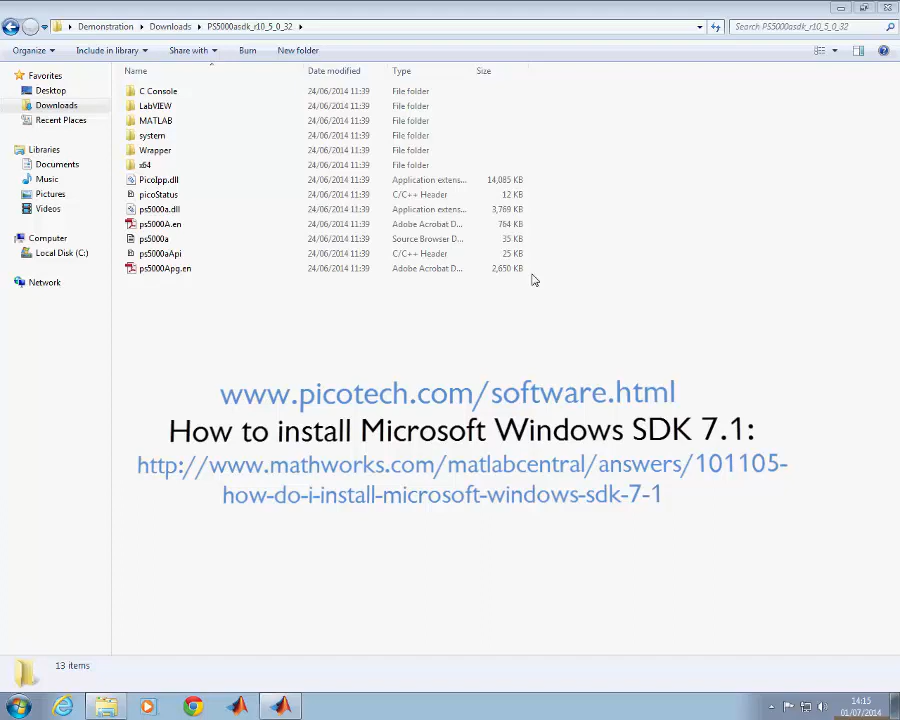 Demonstration Downloads PS5000asdk_r10_5_0_32 Search PS5000asdk_r10_5_0_32
Organize Include in library Share with Burn New folder
Favorites
Desktop
Downloads
Recent Places
Libraries
Documents
Music
Pictures
Videos
Computer
Local Disk (C:)
Network
Name Date modified Type Size
C Console 24/06/2014 11:39 File folder
LabVIEW 24/06/2014 11:39 File folder
MATLAB 24/06/2014 11:39 File folder
system 24/06/2014 11:39 File folder
Wrapper 24/06/2014 11:39 File folder
x64 24/06/2014 11:39 File folder
PicoIpp.dll 24/06/2014 11:39 Application extens... 14,085 KB
picoStatus 24/06/2014 11:39 C/C++ Header 12 KB
ps5000a.dll 24/06/2014 11:39 Application extens... 3,769 KB
ps5000A.en 24/06/2014 11:39 Adobe Acrobat D... 764 KB
ps5000a 24/06/2014 11:39 Source Browser D... 35 KB
ps5000aApi 24/06/2014 11:39 C/C++ Header 25 KB
ps5000Apg.en 24/06/2014 11:39 Adobe Acrobat D... 2,650 KB
www.picotech.com/software.html
How to install Microsoft Windows SDK 7.1:
http://www.mathworks.com/matlabcentral/answers/101105-
how-do-i-install-microsoft-windows-sdk-7-1
13 items
14:15
01/07/2014